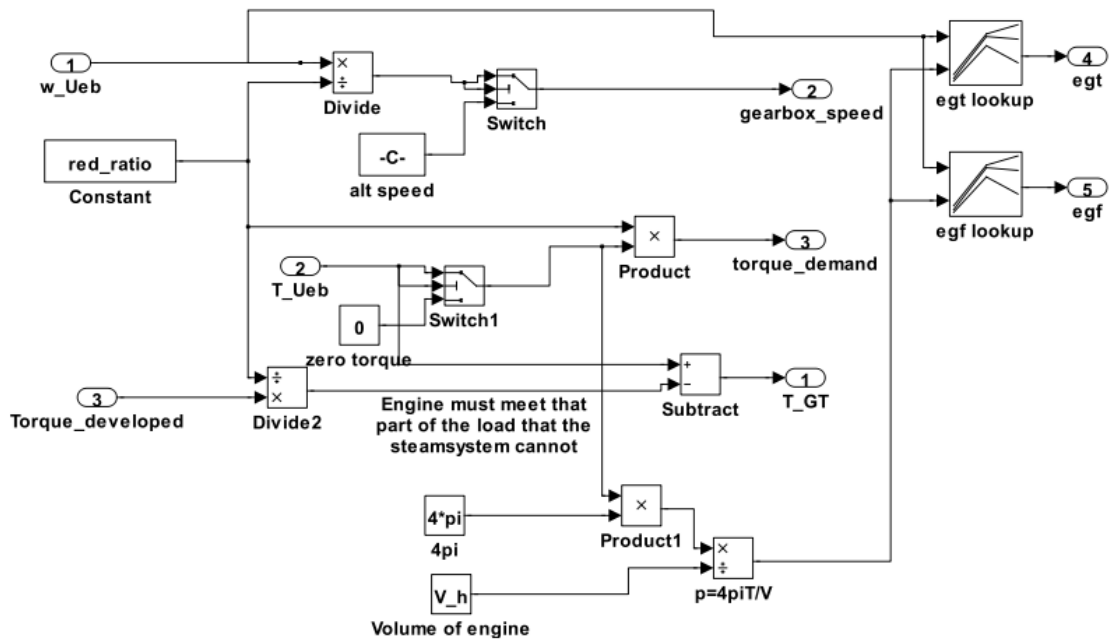 1
w_Ueb
×
÷
Divide
Switch
2
gearbox_speed
egt lookup
4
egt
red_ratio
Constant
-C-
alt speed
egf lookup
5
egf
2
T_Ueb
Switch1
×
Product
3
torque_demand
0
zero torque
3
Torque_developed
÷
×
Divide2
+
−
Subtract
1
T_GT
Engine must meet that
part of the load that the
steamsystem cannot
4*pi
4pi
×
Product1
×
÷
p=4piT/V
V_h
Volume of engine